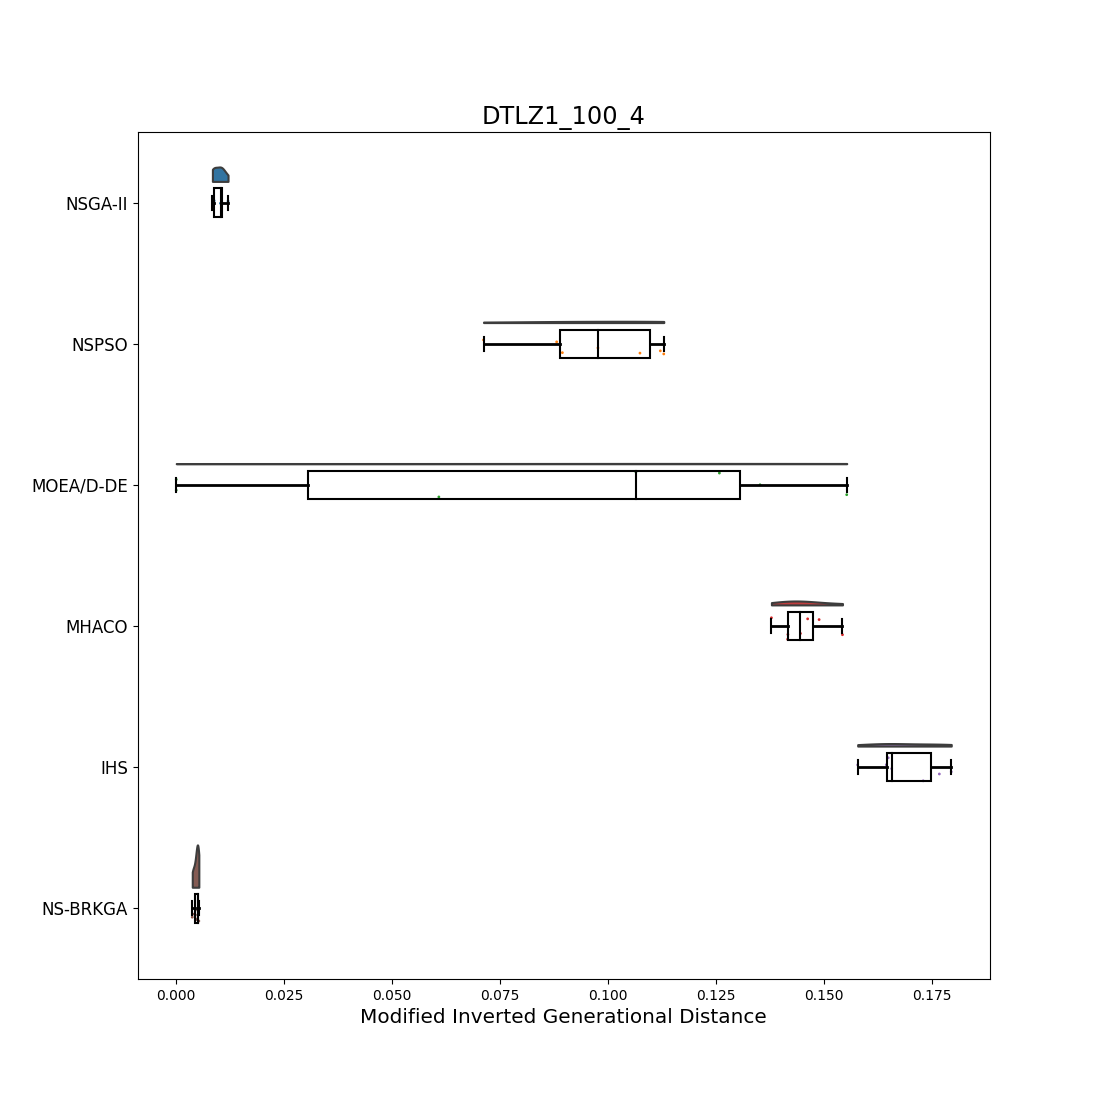 DTLZ1_100_4
NSGA-II
NSPSO
MOEA/D-DE
MHACO
IHS
NS-BRKGA
0.000 0.025 0.050 0.075 0.100 0.125 0.150 0.175
Modified Inverted Generational Distance